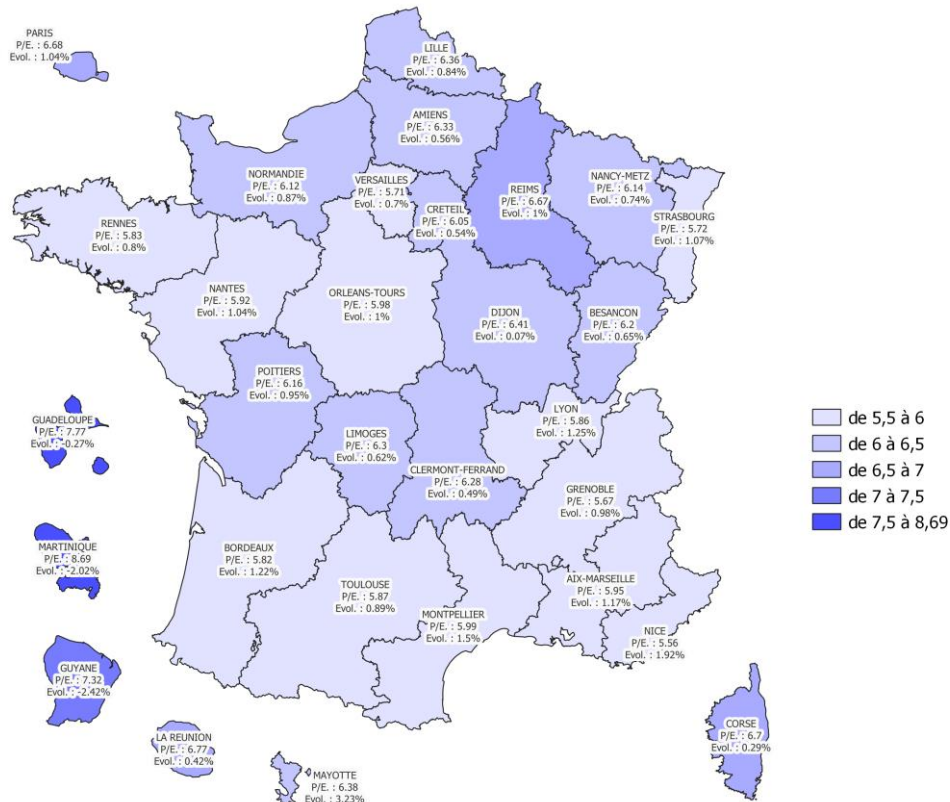 PARIS
P/E. : 6.68
Evol. : 1.04%
LILLE
P/E. : 6.36
Evol. : 0.84%
AMIENS
P/E. : 6.33
Evol. : 0.56%
NORMANDIE
P/E. : 6.12
Evol. : 0.87%
VERSAILLES
P/E. : 5.71
Evol. : 0.7%
CRETEIL
P/E. : 6.05
Evol. : 0.54%
REIMS
P/E. : 6.67
Evol. : 1%
NANCY-METZ
P/E. : 6.14
Evol. : 0.74%
STRASBOURG
P/E. : 5.72
Evol. : 1.07%
RENNES
P/E. : 5.83
Evol. : 0.8%
NANTES
P/E. : 5.92
Evol. : 1.04%
ORLEANS-TOURS
P/E. : 5.98
Evol. : 1%
DIJON
P/E. : 6.41
Evol. : 0.07%
BESANCON
P/E. : 6.2
Evol. : 0.65%
POITIERS
P/E. : 6.16
Evol. : 0.95%
LIMOGES
P/E. : 6.3
Evol. : 0.62%
CLERMONT-FERRAND
P/E. : 6.28
Evol. : 0.49%
LYON
P/E. : 5.86
Evol. : 1.25%
GRENOBLE
P/E. : 5.67
Evol. : 0.98%
GUADELOUPE
P/E. : 7.77
Evol. : -0.27%
MARTINIQUE
P/E. : 8.69
Evol. : -2.02%
BORDEAUX
P/E. : 5.82
Evol. : 1.22%
TOULOUSE
P/E. : 5.87
Evol. : 0.89%
MONTPELLIER
P/E. : 5.99
Evol. : 1.5%
AIX-MARSEILLE
P/E. : 5.95
Evol. : 1.17%
NICE
P/E. : 5.56
Evol. : 1.92%
GUYANE
P/E. : 7.32
Evol. : -2.42%
LA REUNION
P/E. : 6.77
Evol. : 0.42%
MAYOTTE
P/E. : 6.38
Evol. : 3.23%
CORSE
P/E. : 6.7
Evol. : 0.29%
de 5,5 à 6
de 6 à 6,5
de 6,5 à 7
de 7 à 7,5
de 7,5 à 8,69